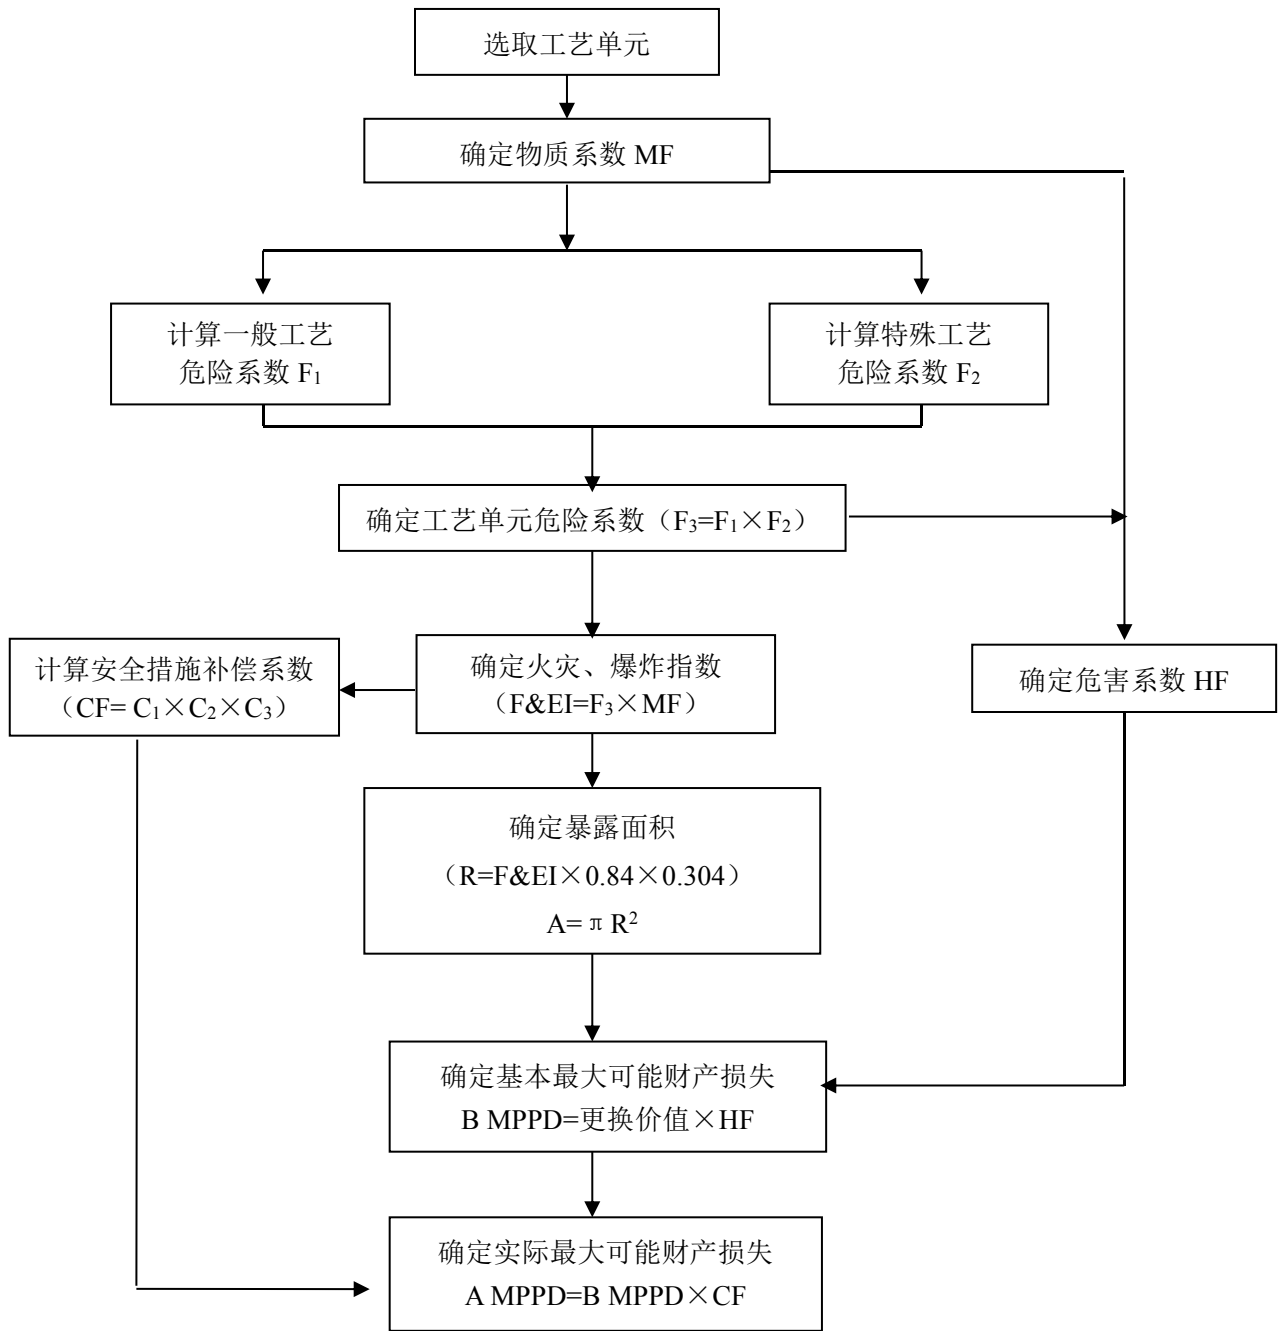 选取工艺单元
确定物质系数 MF
计算一般工艺
危险系数 F₁
计算特殊工艺
危险系数 F₂
确定工艺单元危险系数（F₃=F₁×F₂）
计算安全措施补偿系数
（CF= C₁×C₂×C₃）
确定火灾、爆炸指数
（F&EI=F₃×MF）
确定危害系数 HF
确定暴露面积
（R=F&EI×0.84×0.304）
A=π R²
确定基本最大可能财产损失
B MPPD=更换价值×HF
确定实际最大可能财产损失
A MPPD=B MPPD×CF